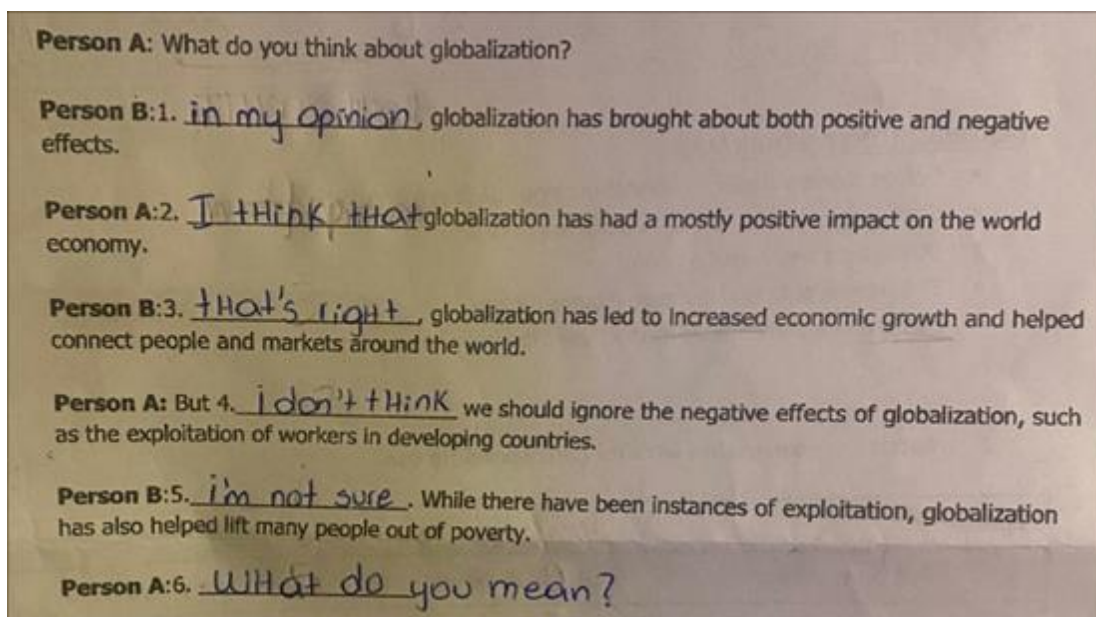 Person A: What do you think about globalization?
Person B:1. in my opinion, globalization has brought about both positive and negative
effects.
Person A:2. I tHink tHat globalization has had a mostly positive impact on the world
economy.
Person B:3. tHat's rigHt, globalization has led to increased economic growth and helped
connect people and markets around the world.
Person A: But 4. i don't tHink we should ignore the negative effects of globalization, such
as the exploitation of workers in developing countries.
Person B:5. i'm not sure. While there have been instances of exploitation, globalization
has also helped lift many people out of poverty.
Person A:6. WHat do you mean?